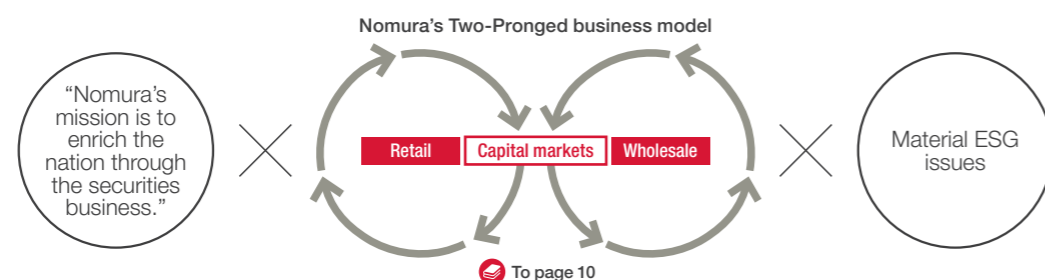 Nomura's Two-Pronged business model
“Nomura's
mission is to
enrich the
nation through
the securities
business.”
Retail
Capital markets
Wholesale
Material ESG
issues
To page 10